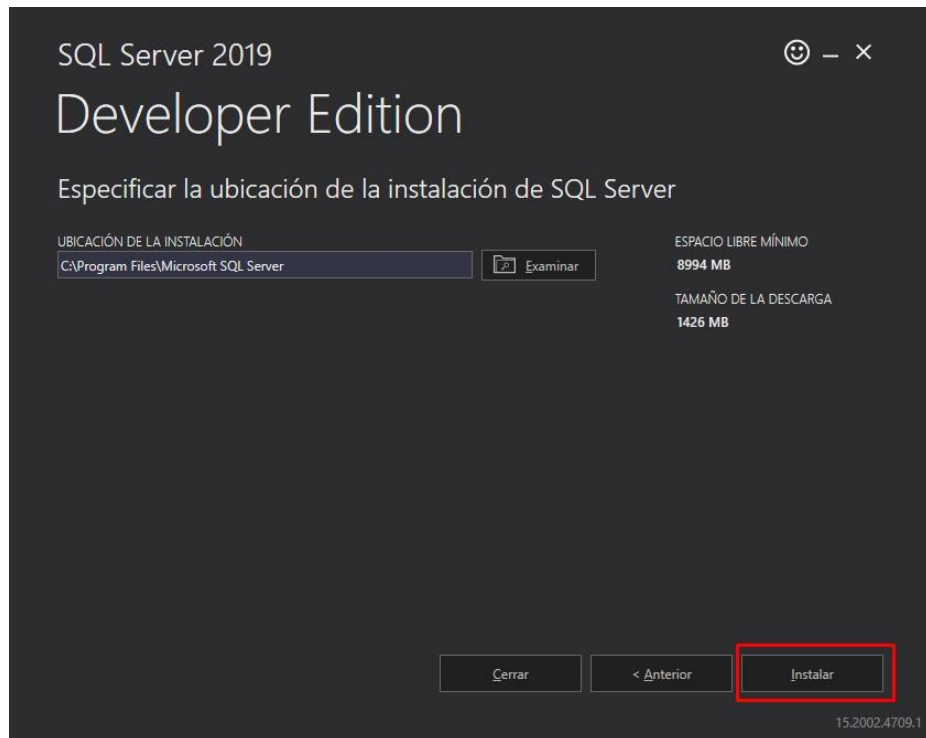 SQL Server 2019
Developer Edition
Especificar la ubicación de la instalación de SQL Server
UBICACIÓN DE LA INSTALACIÓN
C:\Program Files\Microsoft SQL Server
Examinar
ESPACIO LIBRE MÍNIMO
8994 MB
TAMAÑO DE LA DESCARGA
1426 MB
Cerrar
< Anterior
Instalar
15.2002.4709.1